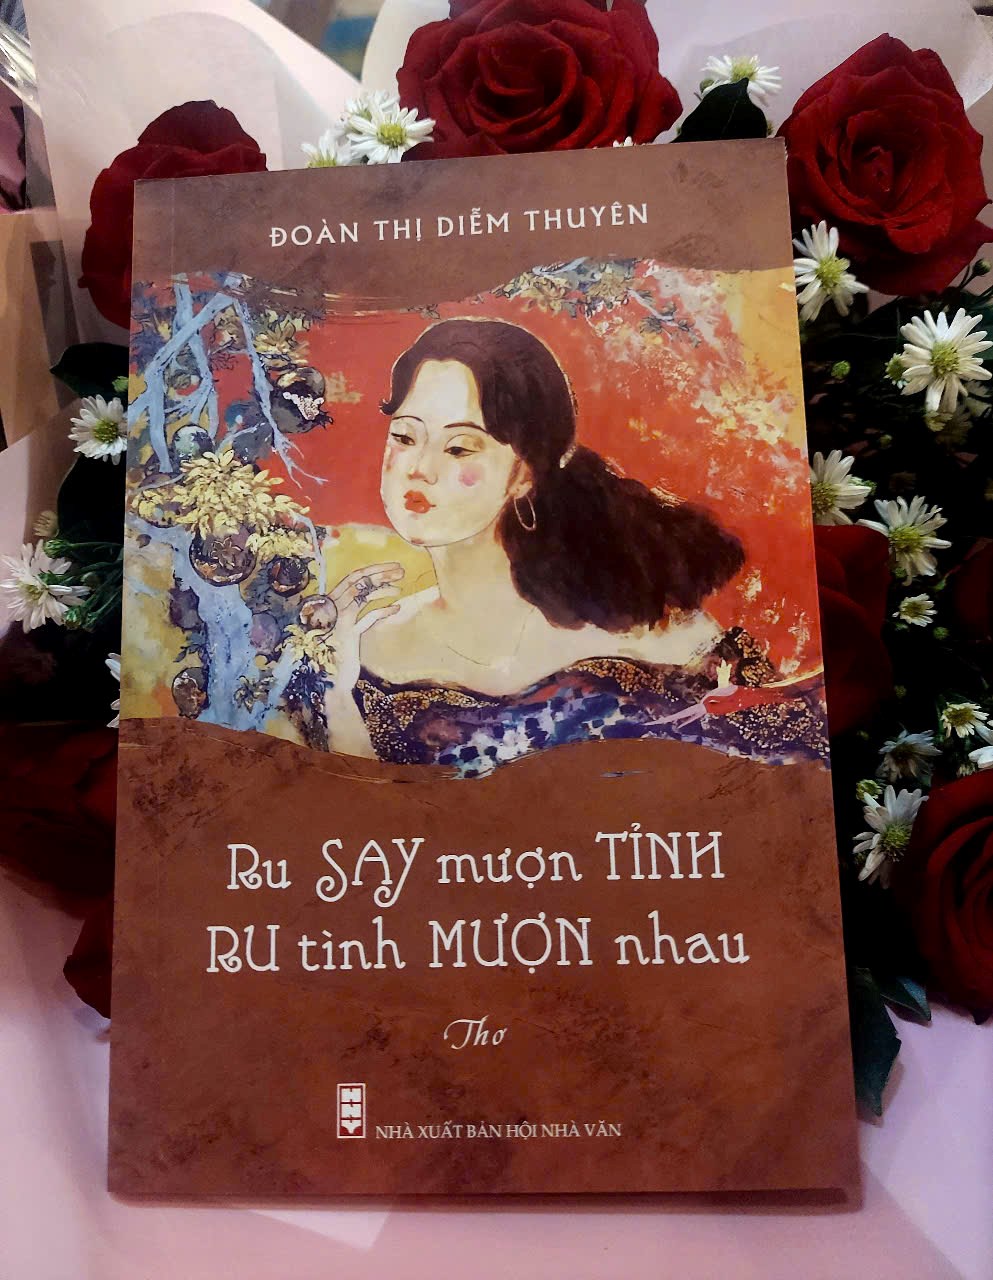 ĐOÀN THỊ DIỄM THUYÊN
Ru SAY mượn TỈNH
RU tình MƯỢN nhau
Thơ
HNV
NHÀ XUẤT BẢN HỘI NHÀ VĂN